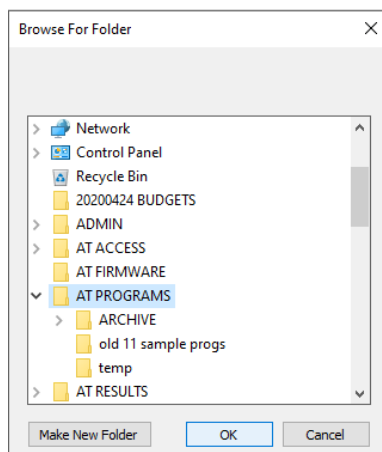 Browse For Folder
Network
Control Panel
Recycle Bin
20200424 BUDGETS
ADMIN
AT ACCESS
AT FIRMWARE
AT PROGRAMS
ARCHIVE
old 11 sample progs
temp
AT RESULTS
Make New Folder OK Cancel